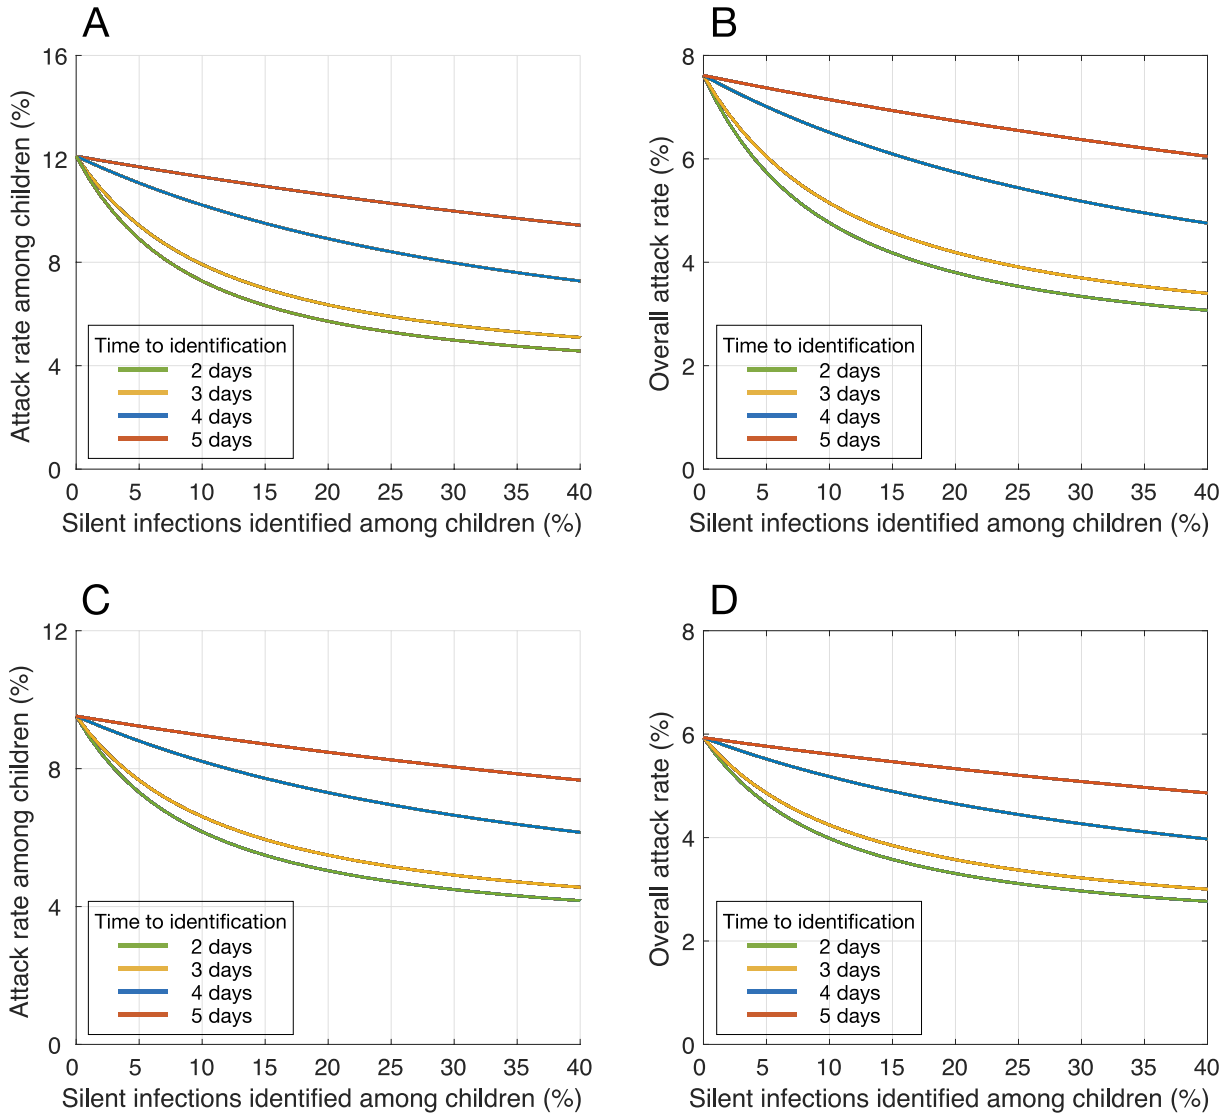 A
Attack rate among children (%)
16
12
8
4
0
Time to identification
2 days
3 days
4 days
5 days
0 5 10 15 20 25 30 35 40
Silent infections identified among children (%)
B
Overall attack rate (%)
8
6
4
2
0
Time to identification
2 days
3 days
4 days
5 days
0 5 10 15 20 25 30 35 40
Silent infections identified among children (%)
C
Attack rate among children (%)
12
8
4
0
Time to identification
2 days
3 days
4 days
5 days
0 5 10 15 20 25 30 35 40
Silent infections identified among children (%)
D
Overall attack rate (%)
8
6
4
2
0
Time to identification
2 days
3 days
4 days
5 days
0 5 10 15 20 25 30 35 40
Silent infections identified among children (%)